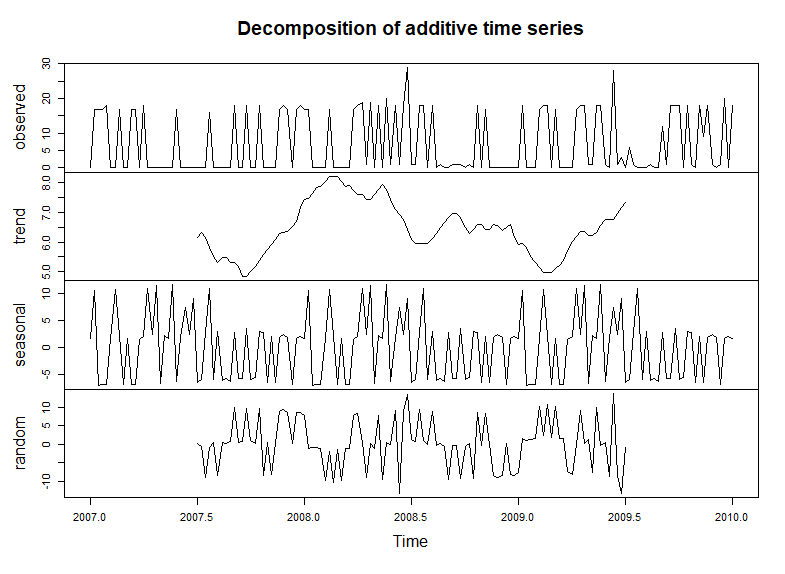 Decomposition of additive time series
observed
0 5 10 20 30
trend
5.0 6.0 7.0 8.0
seasonal
-5 0 5 10
random
-10 0 5 10
2007.0 2007.5 2008.0 2008.5 2009.0 2009.5 2010.0
Time